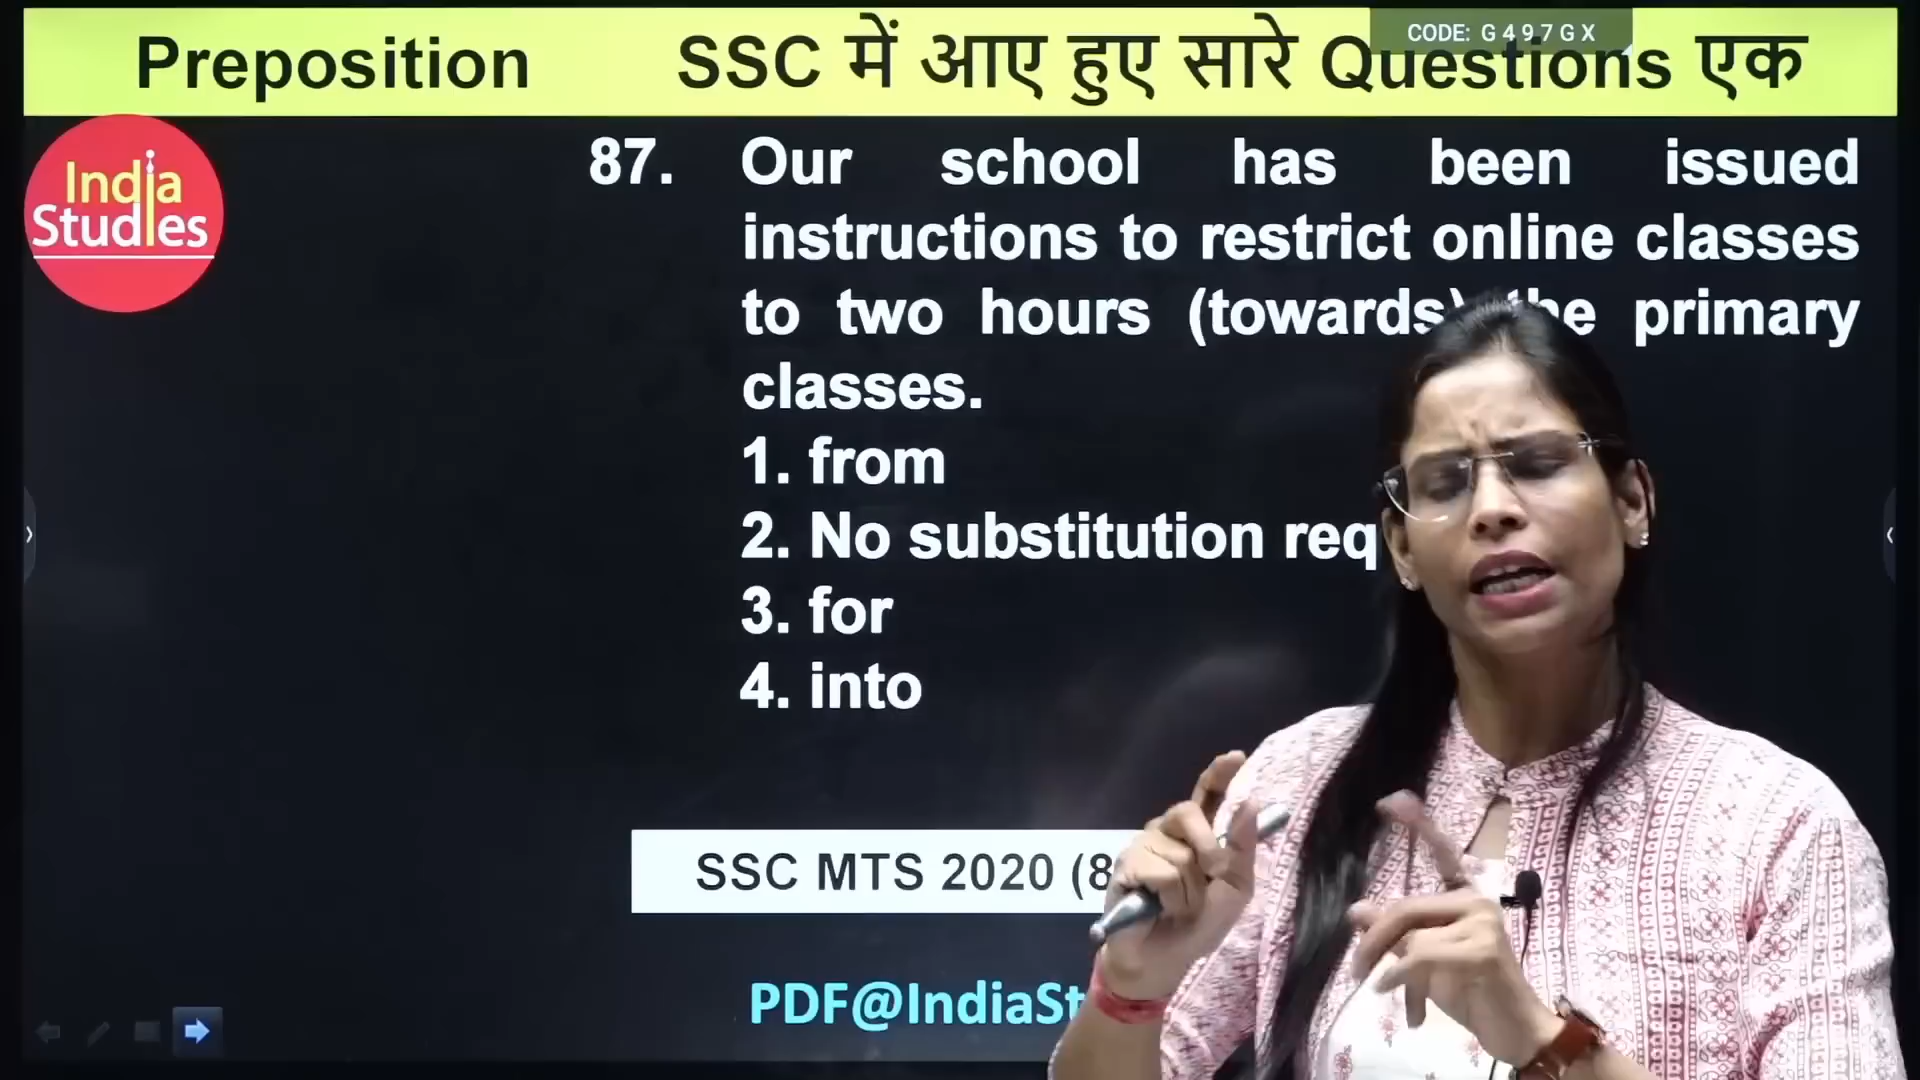 CODE: G 4 9 7 G X
Preposition SSC में आए हुए सारे Questions एक
India
Studies
87. Our school has been issued
instructions to restrict online classes
to two hours (towards) the primary
classes.
1. from
2. No substitution req
3. for
4. into
SSC MTS 2020 (8
PDF@IndiaSt